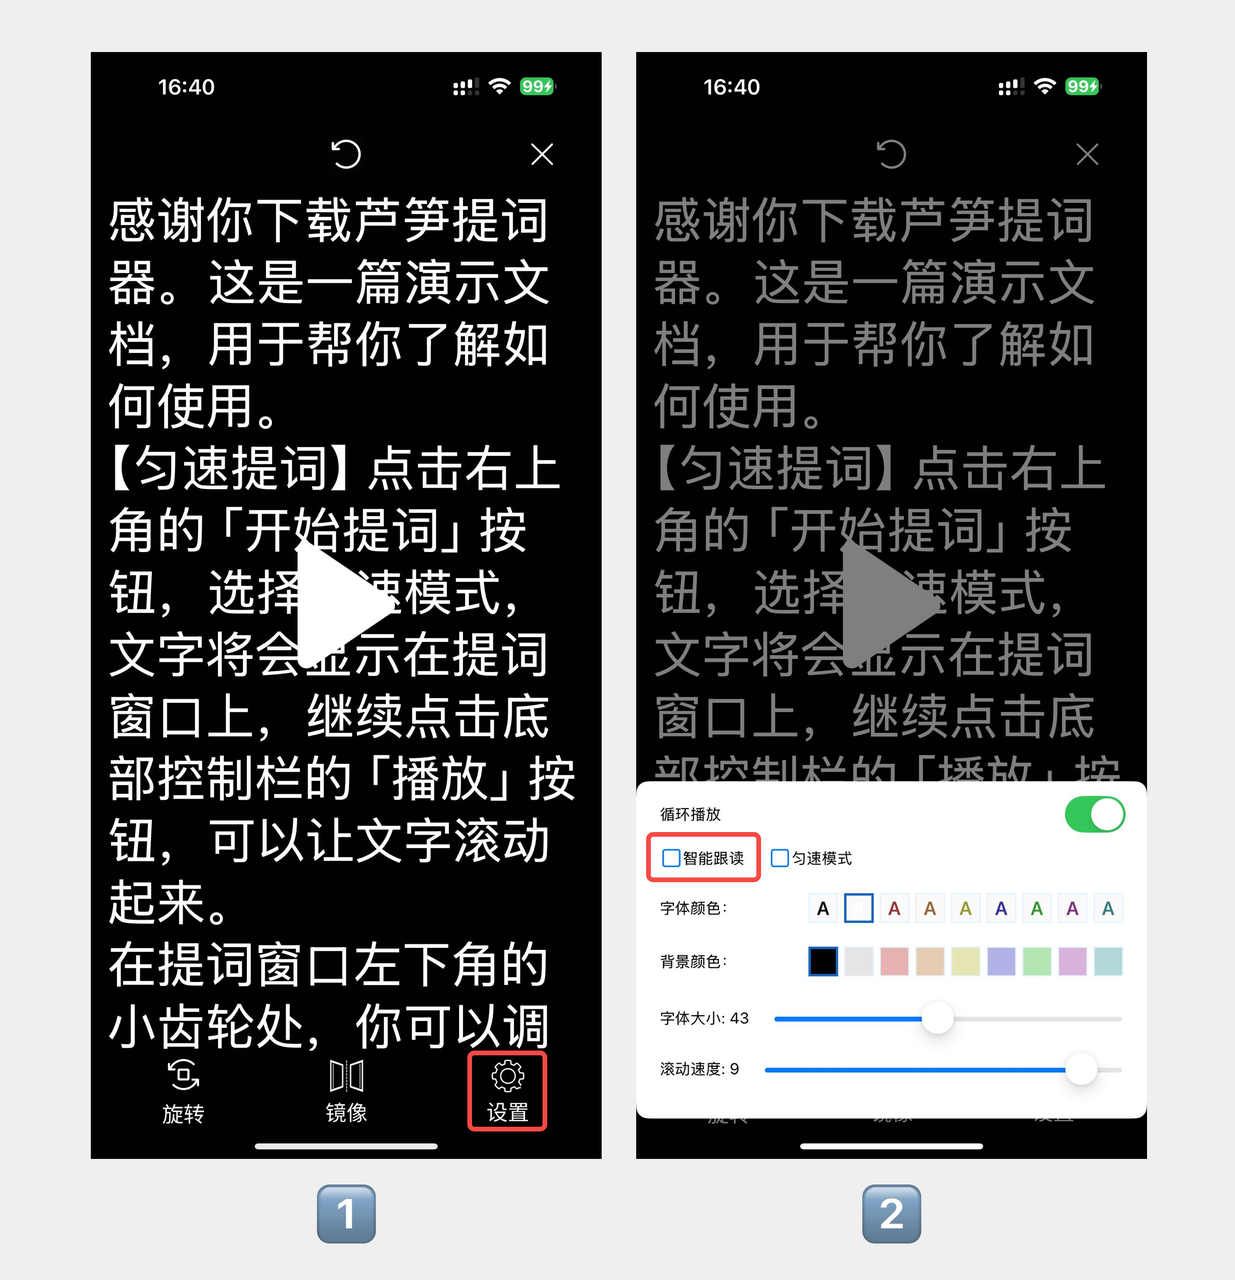 16:40
99
感谢你下载芦笋提词
器。这是一篇演示文
档，用于帮你了解如
何使用。
【匀速提词】点击右上
角的「开始提词」按
钮，选择速模式，
文字将会显示在提词
窗口上，继续点击底
部控制栏的「播放」按
钮，可以让文字滚动
起来。
在提词窗口左下角的
小齿轮处，你可以调
旋转
镜像
设置
1
16:40
99
感谢你下载芦笋提词
器。这是一篇演示文
档，用于帮你了解如
何使用。
【匀速提词】点击右上
角的「开始提词」按
钮，选择速模式，
文字将会显示在提词
窗口上，继续点击底
部控制栏的「播放」按
循环播放
智能跟读
匀速模式
字体颜色：
A A A A A A A A
背景颜色：
字体大小: 43
滚动速度: 9
旋转
镜像
设置
2